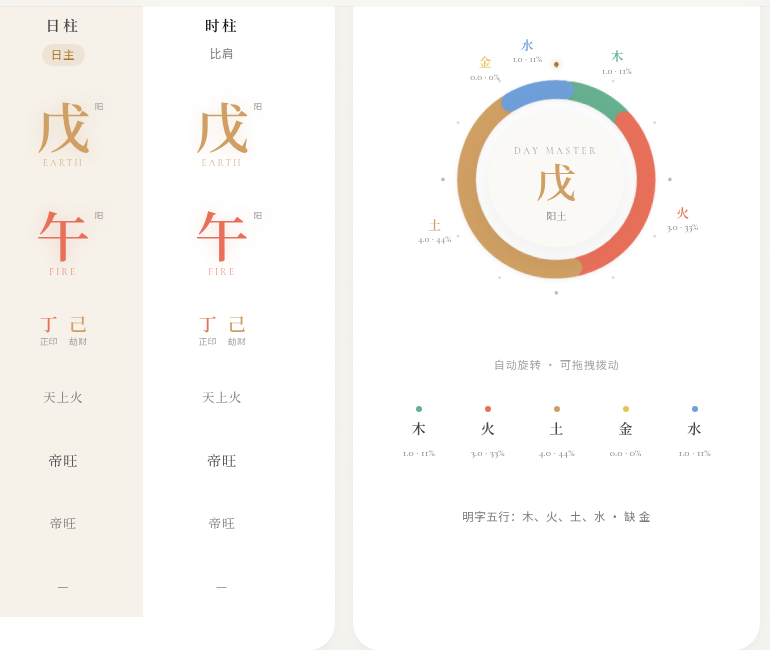 日柱
时柱
日主
比肩
戊 阳
EARTH
戊 阳
EARTH
午 阳
FIRE
午 阳
FIRE
丁 己
正印 劫财
丁 己
正印 劫财
天上火
天上火
帝旺
帝旺
帝旺
帝旺
—
—
水
1.0 · 11%
木
1.0 · 11%
金
0.0 · 0%
DAY MASTER
戊
阳土
火
3.0 · 33%
土
4.0 · 44%
自动旋转 · 可拖拽拨动
木 火 土 金 水
1.0 · 11% 3.0 · 33% 4.0 · 44% 0.0 · 0% 1.0 · 11%
明字五行：木、火、土、水 · 缺 金